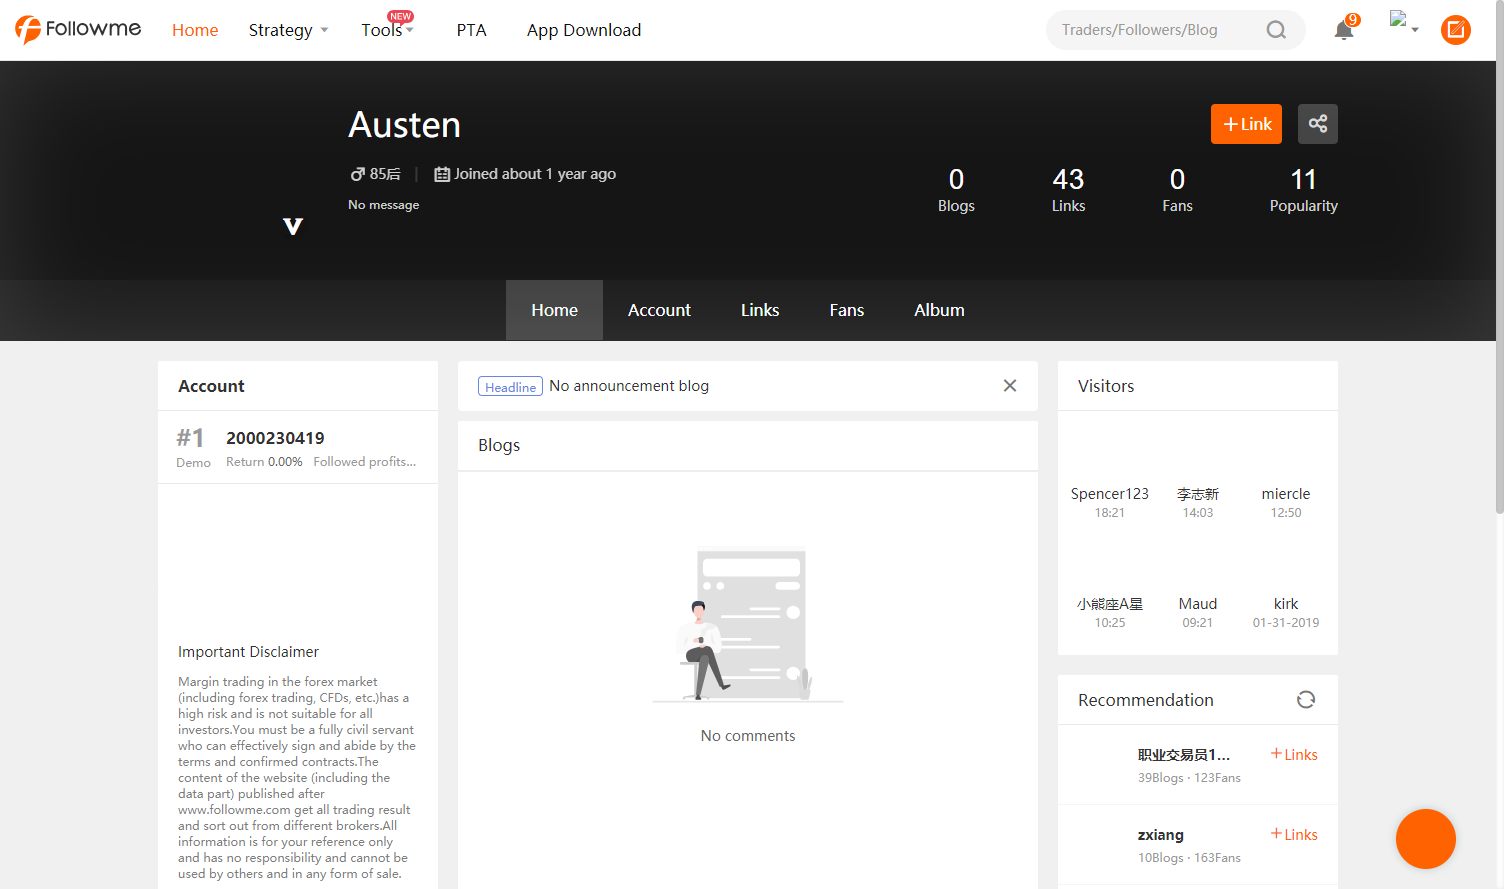 Followme
Home
Strategy
Tools
NEW
PTA
App Download
Traders/Followers/Blog
9
Austen
+Link
85后
Joined about 1 year ago
No message
V
0
Blogs
43
Links
0
Fans
11
Popularity
Home
Account
Links
Fans
Album
Account
#1
Demo
2000230419
Return 0.00% Followed profits...
Important Disclaimer
Margin trading in the forex market
(including forex trading, CFDs, etc.)has a
high risk and is not suitable for all
investors.You must be a fully civil servant
who can effectively sign and abide by the
terms and confirmed contracts.The
content of the website (including the
data part) published after
www.followme.com get all trading result
and sort out from different brokers.All
information is for your reference only
and has no responsibility and cannot be
used by others and in any form of sale.
Headline No announcement blog
Blogs
No comments
Visitors
Spencer123
18:21
李志新
14:03
miercle
12:50
小熊座A星
10:25
Maud
09:21
kirk
01-31-2019
Recommendation
职业交易员1...
+Links
39Blogs · 123Fans
zxiang
+Links
10Blogs · 163Fans